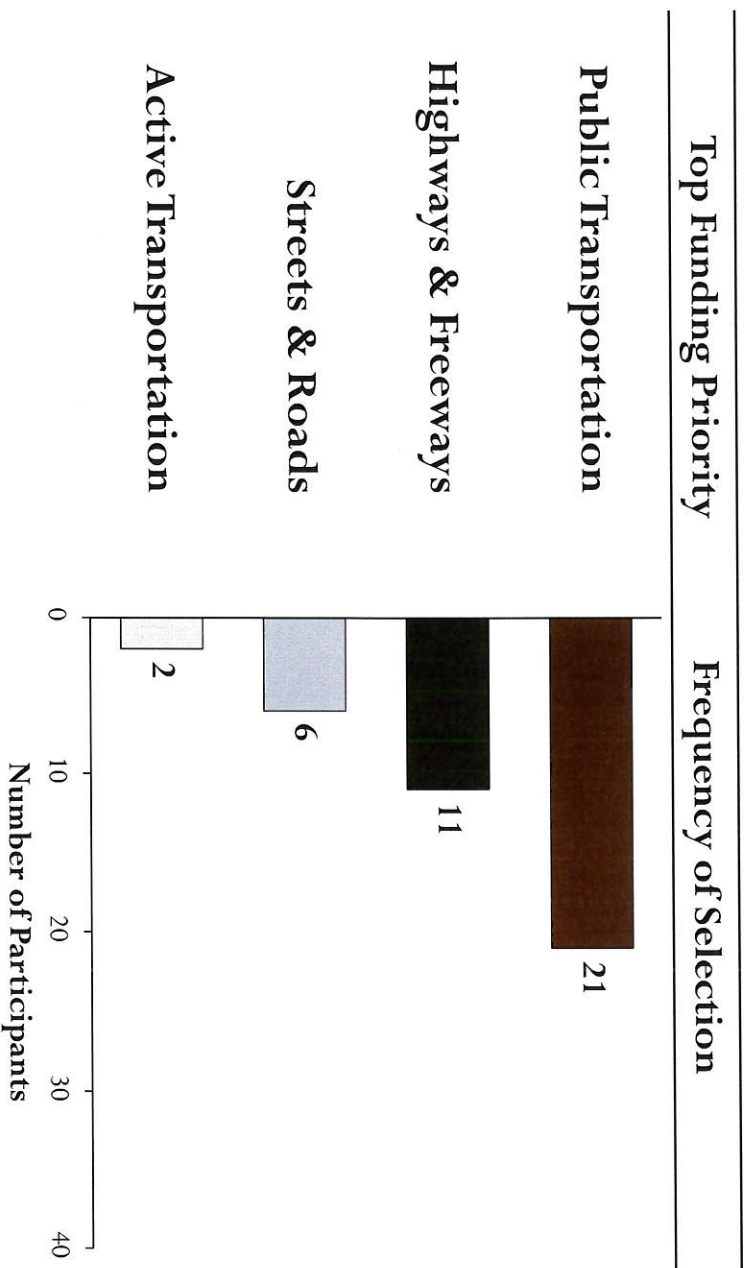 Top Funding Priority
Frequency of Selection
Public Transportation
21
Highways & Freeways
11
Streets & Roads
6
Active Transportation
2
0
10
20
30
40
Number of Participants